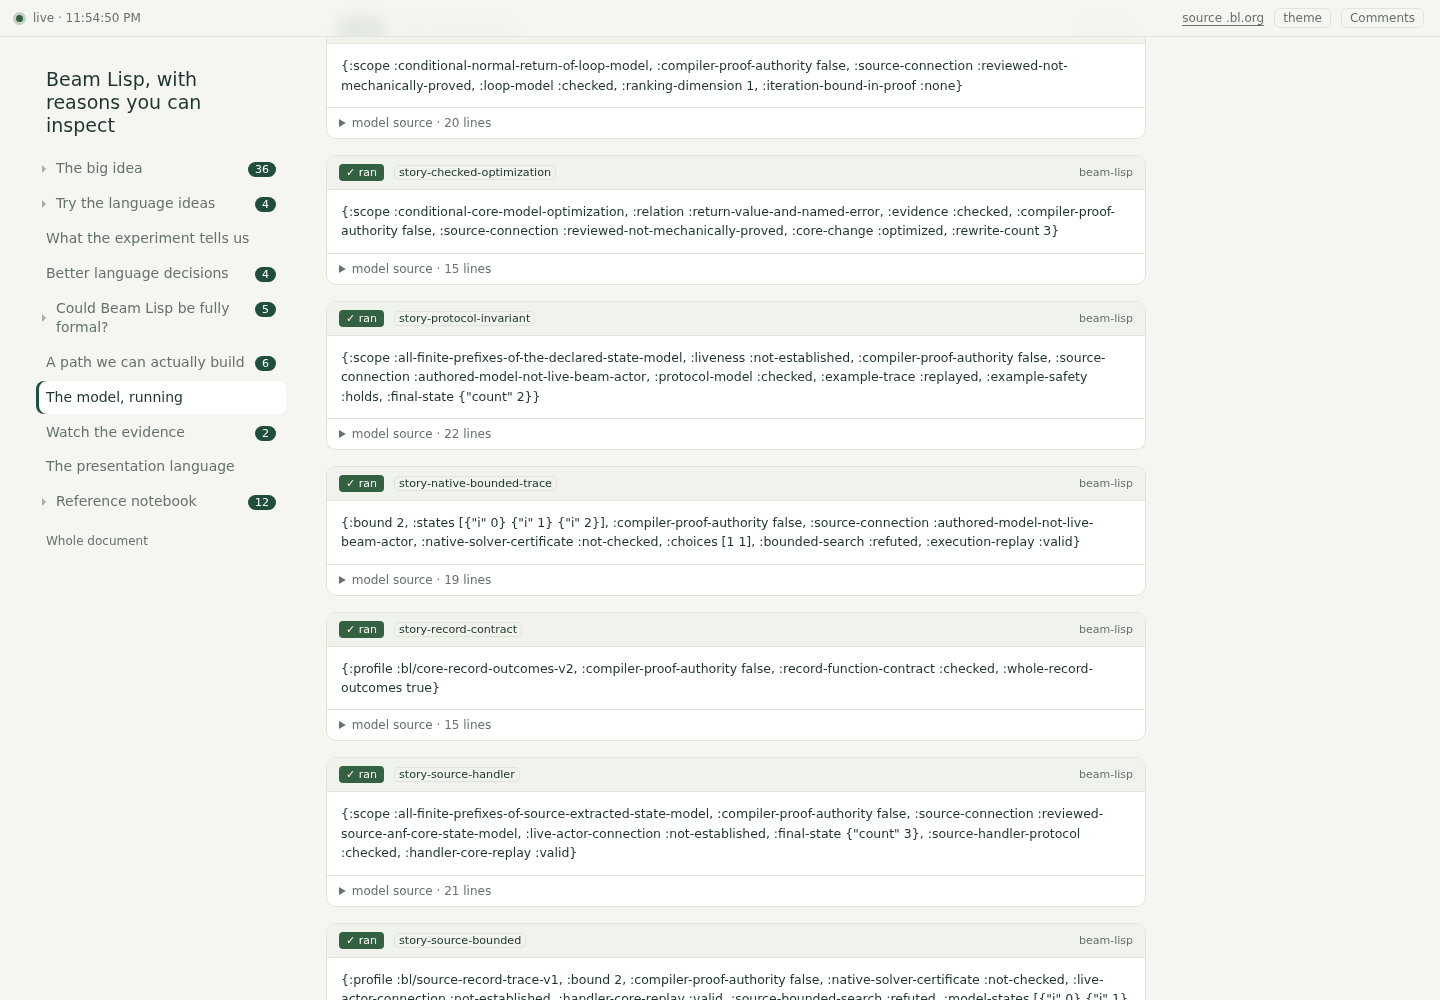 live · 11:54:50 PM
source .bl.org
theme
Comments
Beam Lisp, with
reasons you can
inspect
The big idea 36
Try the language ideas 4
What the experiment tells us
Better language decisions 4
Could Beam Lisp be fully 5
formal?
A path we can actually build 6
The model, running
Watch the evidence 2
The presentation language
Reference notebook 12
Whole document
{:scope :conditional-normal-return-of-loop-model, :compiler-proof-authority false, :source-connection :reviewed-not-
mechanically-proved, :loop-model :checked, :ranking-dimension 1, :iteration-bound-in-proof :none}
▶ model source · 20 lines
✓ ran story-checked-optimization beam-lisp
{:scope :conditional-core-model-optimization, :relation :return-value-and-named-error, :evidence :checked, :compiler-proof-
authority false, :source-connection :reviewed-not-mechanically-proved, :core-change :optimized, :rewrite-count 3}
▶ model source · 15 lines
✓ ran story-protocol-invariant beam-lisp
{:scope :all-finite-prefixes-of-the-declared-state-model, :liveness :not-established, :compiler-proof-authority false, :source-
connection :authored-model-not-live-beam-actor, :protocol-model :checked, :example-trace :replayed, :example-safety
:holds, :final-state {"count" 2}}
▶ model source · 22 lines
✓ ran story-native-bounded-trace beam-lisp
{:bound 2, :states [{"i" 0} {"i" 1} {"i" 2}], :compiler-proof-authority false, :source-connection :authored-model-not-live-
beam-actor, :native-solver-certificate :not-checked, :choices [1 1], :bounded-search :refuted, :execution-replay :valid}
▶ model source · 19 lines
✓ ran story-record-contract beam-lisp
{:profile :bl/core-record-outcomes-v2, :compiler-proof-authority false, :record-function-contract :checked, :whole-record-
outcomes true}
▶ model source · 15 lines
✓ ran story-source-handler beam-lisp
{:scope :all-finite-prefixes-of-source-extracted-state-model, :compiler-proof-authority false, :source-connection :reviewed-
source-anf-core-state-model, :live-actor-connection :not-established, :final-state {"count" 3}, :source-handler-protocol
:checked, :handler-core-replay :valid}
▶ model source · 21 lines
✓ ran story-source-bounded beam-lisp
{:profile :bl/source-record-trace-v1, :bound 2, :compiler-proof-authority false, :native-solver-certificate :not-checked, :live-
actor-connection :not-established, :handler-core-replay :valid, :source-bounded-search :refuted, :model-states [{"i" 0} {"i" 1}